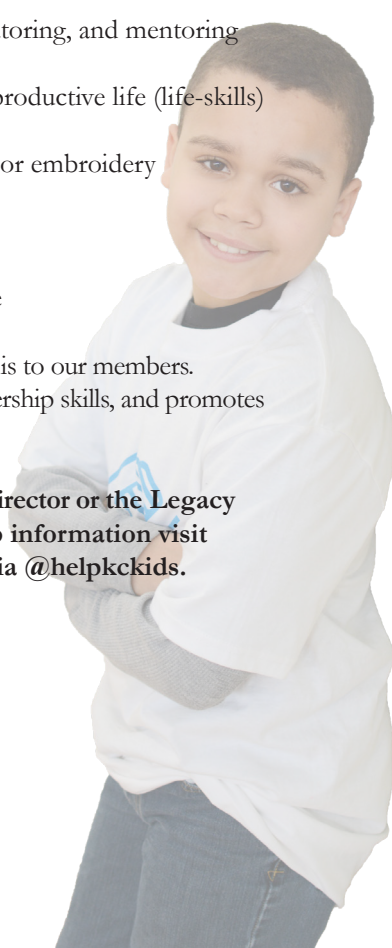 toring, and mentoring
productive life (life-skills)
or embroidery
is to our members.
ership skills, and promotes
irector or the Legacy
information visit
ia @helpkckids.